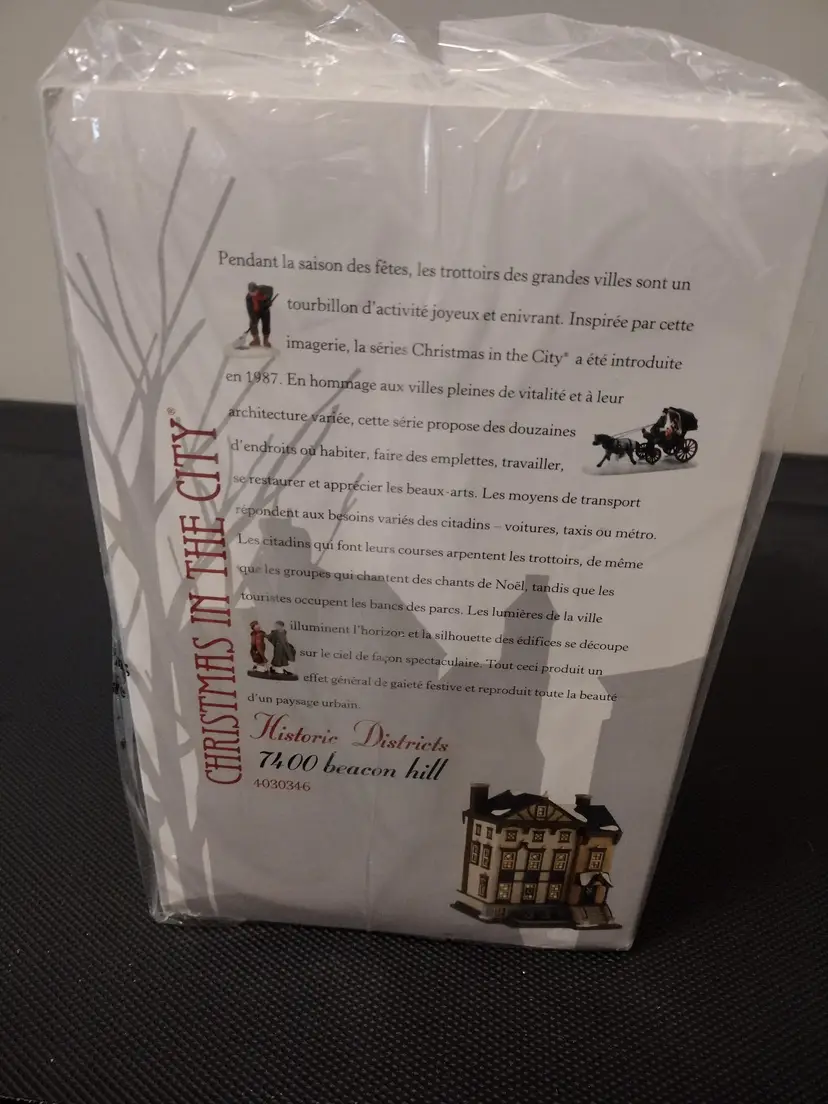 Pendant la saison des fêtes, les trottoirs des grandes villes sont un
tourbillon d'activité joyeux et enivrant. Inspirée par cette
imagerie, la séries Christmas in the City® a été introduite
en 1987. En hommage aux villes pleines de vitalité et à leur
architecture variée, cette série propose des douzaines
d'endroits où habiter, faire des emplettes, travailler,
se restaurer et apprécier les beaux-arts. Les moyens de transport
répondent aux besoins variés des citadins – voitures, taxis ou métro.
Les citadins qui font leurs courses arpentent les trottoirs, de même
que les groupes qui chantent des chants de Noël, tandis que les
touristes occupent les bancs des parcs. Les lumières de la ville
illuminent l'horizon et la silhouette des édifices se découpe
sur le ciel de façon spectaculaire. Tout ceci produit un
effet général de gaieté festive et reproduit toute la beauté
d'un paysage urbain.
CHRISTMAS IN THE CITY®
Historic Districts
7400 beacon hill
4030346